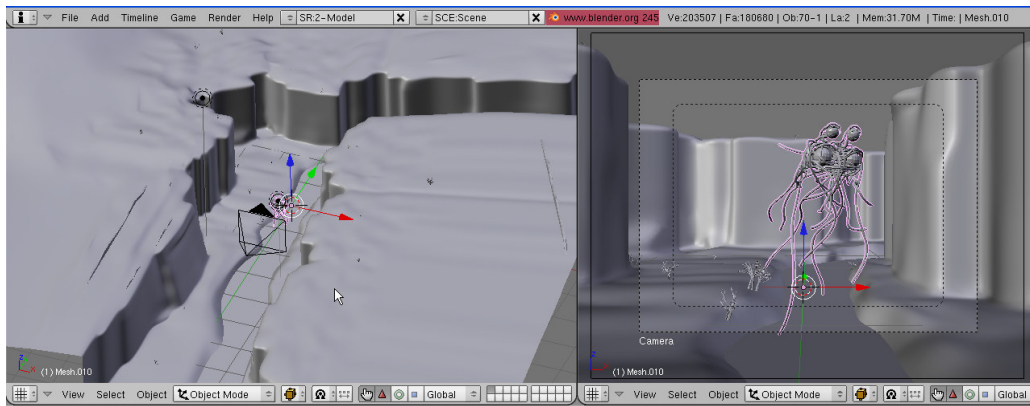 File Add Timeline Game Render Help SR:2-Model X SCE:Scene X www.blender.org 245 Ve:203507 | Fa:180680 | Ob:70-1 | La:2 | Mem:31.70M | Time: | Mesh.010
Camera
z
x
(1) Mesh.010
z
x
(1) Mesh.010
View Select Object Object Mode Global
View Select Object Object Mode Global